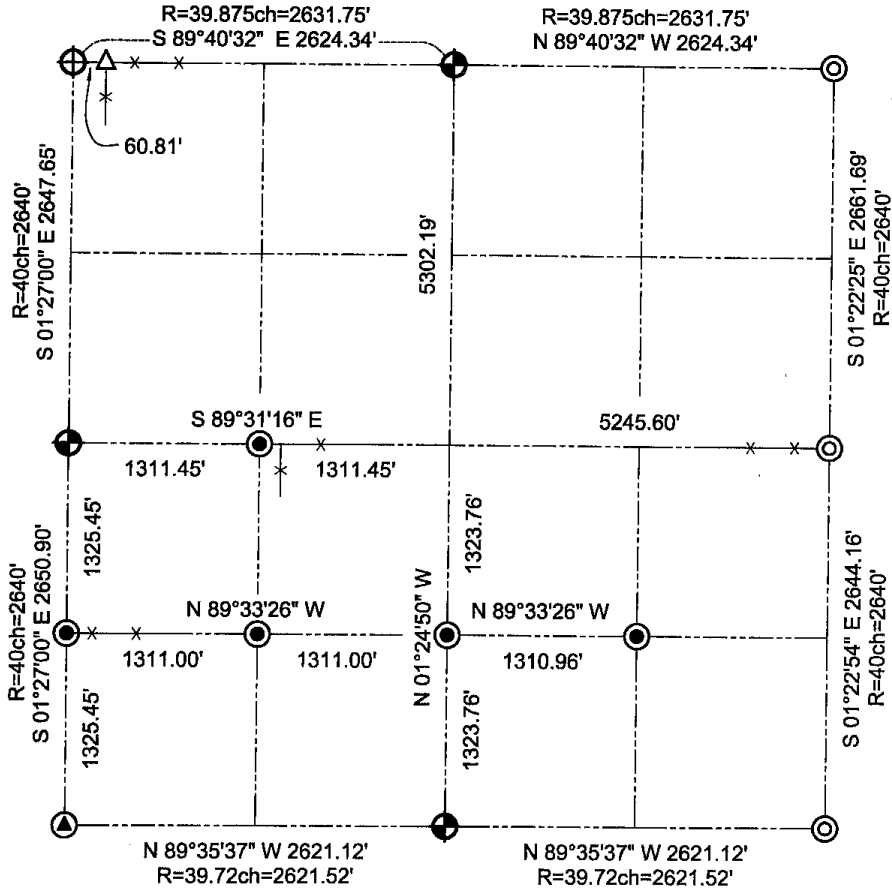 R=39.875ch=2631.75'
S 89°40'32" E 2624.34'
R=39.875ch=2631.75'
N 89°40'32" W 2624.34'
60.81'
R=40ch=2640'
S 01°27'00" E 2647.65'
5302.19'
S 01°22'25" E 2661.69'
R=40ch=2640'
S 89°31'16" E
5245.60'
1311.45'
1311.45'
R=40ch=2640'
S 01°27'00" E 2650.90'
1325.45'
1323.76'
N 89°33'26" W
N 01°24'50" W
N 89°33'26" W
1311.00'
1311.00'
1310.96'
1325.45'
1323.76'
S 01°22'54" E 2644.16'
R=40ch=2640'
N 89°35'37" W 2621.12'
R=39.72ch=2621.52'
N 89°35'37" W 2621.12'
R=39.72ch=2621.52'